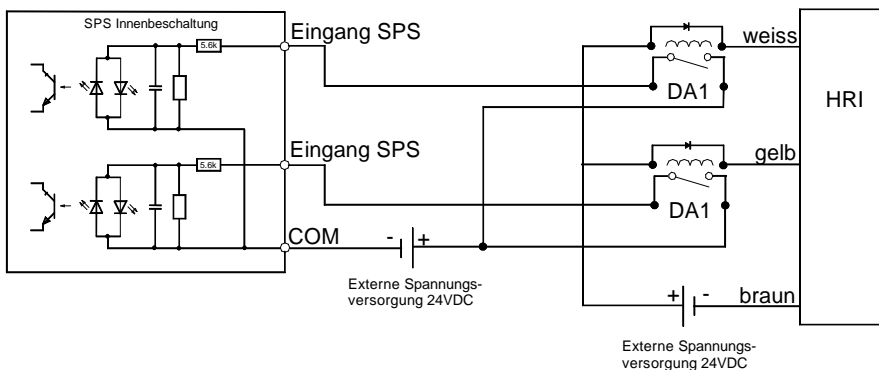 SPS Innenbeschaltung
Eingang SPS
5.6k
weiss
DA1
HRI
Eingang SPS
5.6k
gelb
DA1
COM
- +
Externe Spannungs-
versorgung 24VDC
+ -
braun
Externe Spannungs-
versorgung 24VDC